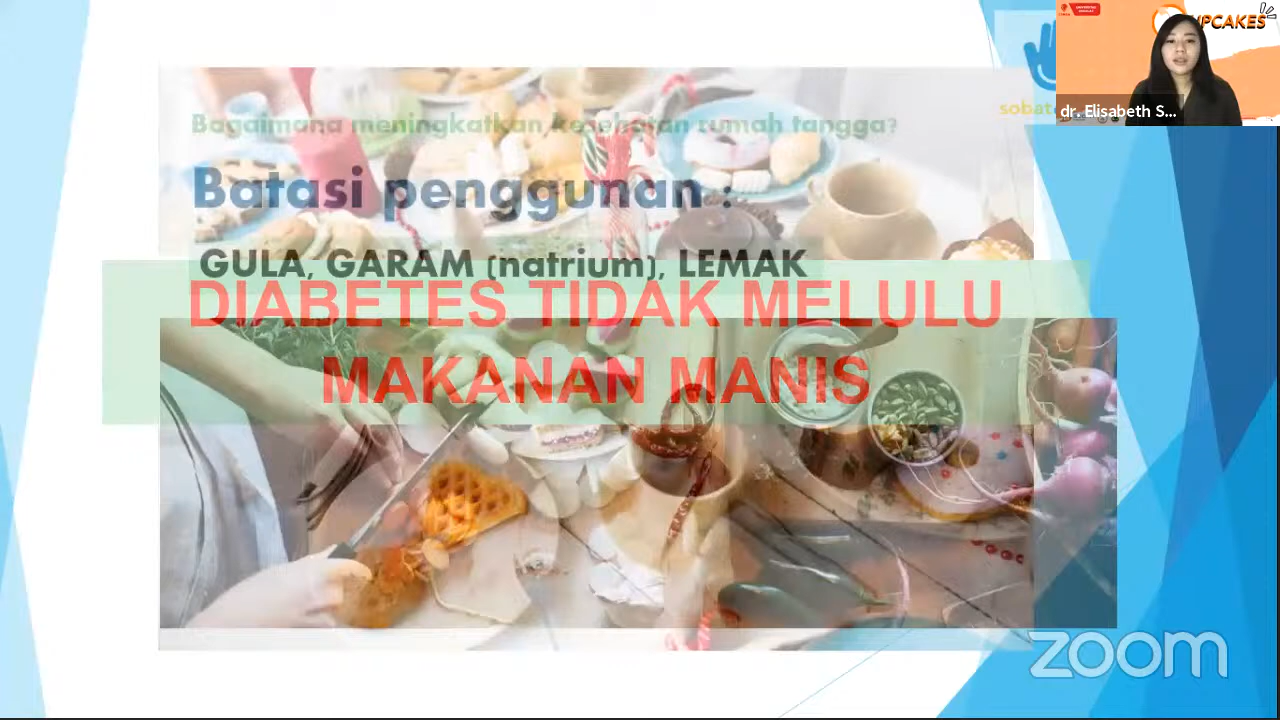 CUPCAKES
dr. Elisabeth S...
Bagaimana meningkatkan kesehatan rumah tangga?
Batasi penggunan :
GULA, GARAM (natrium), LEMAK
DIABETES TIDAK MELULU
MAKANAN MANIS
zoom